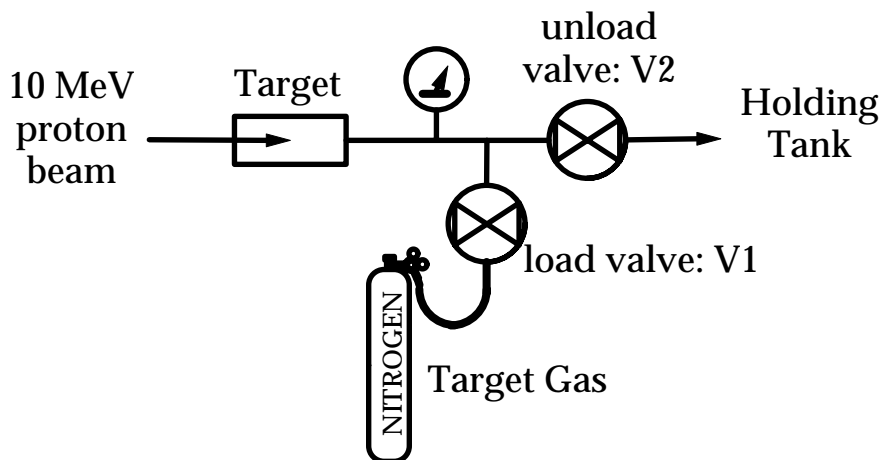 10 MeV
proton
beam
Target
unload
valve: V2
Holding
Tank
load valve: V1
NITROGEN
Target Gas